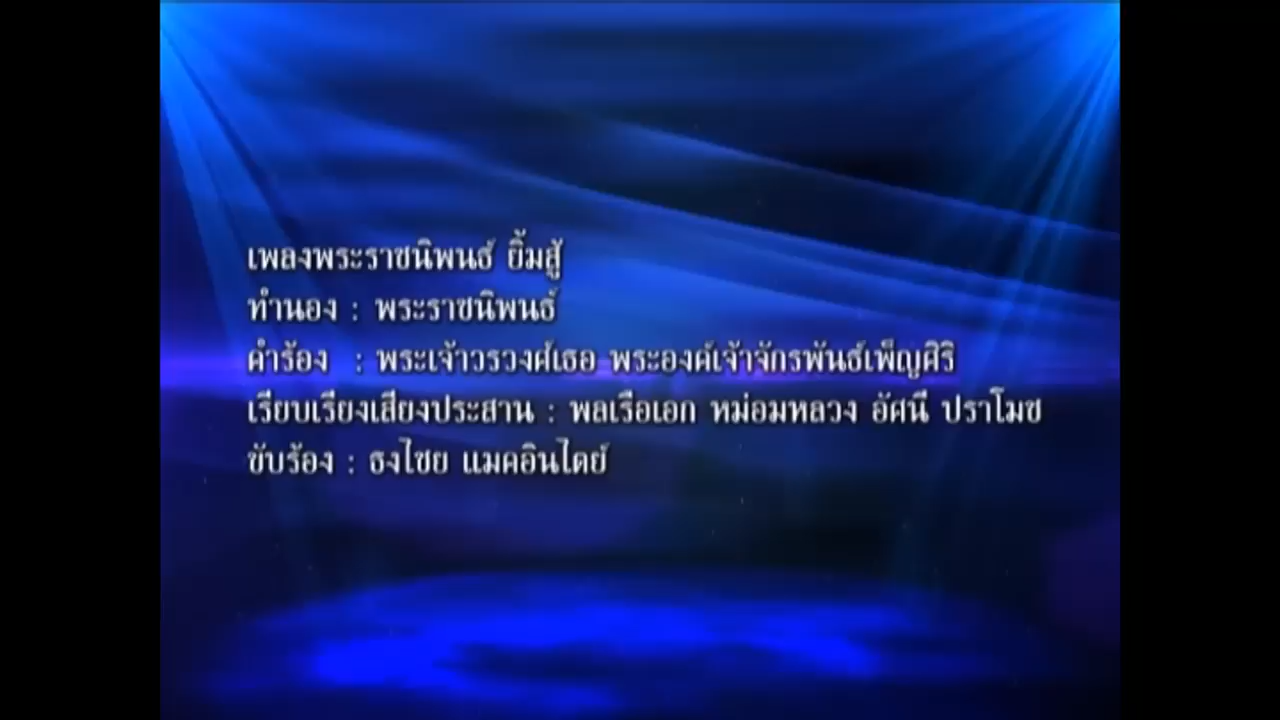 เพลงพระราชนิพนธ์ ยิ้มสู้
ทำนอง : พระราชนิพนธ์
คำร้อง : พระเจ้าวรวงศ์เธอ พระองค์เจ้าจักรพันธ์เพ็ญศิริ
เรียบเรียงเสียงประสาน : พลเรือเอก หม่อมหลวง อัศนี ปราโมช
ขับร้อง : ธงไชย แมคอินไตย์